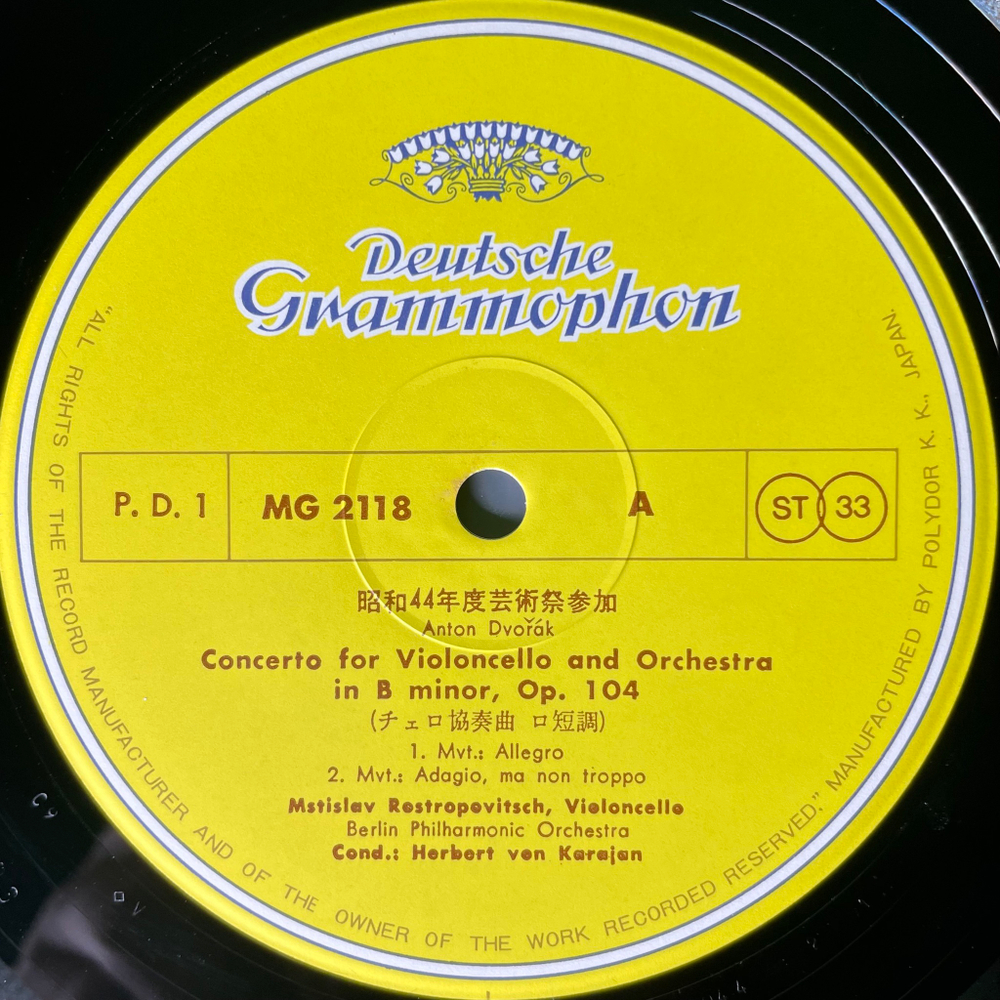 Deutsche
Grammophon
P. D. 1 MG 2118 A ST 33
昭和44年度芸術祭参加
Anton Dvořák
Concerto for Violoncello and Orchestra
in B minor, Op. 104
(チェロ協奏曲 ロ短調)
1. Mvt.: Allegro
2. Mvt.: Adagio, ma non troppo
Mstislav Rostropovitsch, Violoncello
Berlin Philharmonic Orchestra
Cond.: Herbert von Karajan
"ALL RIGHTS OF THE RECORD MANUFACTURER AND OF THE OWNER OF THE WORK RECORDED RESERVED." MANUFACTURED BY POLYDOR K. K., JAPAN.
C9